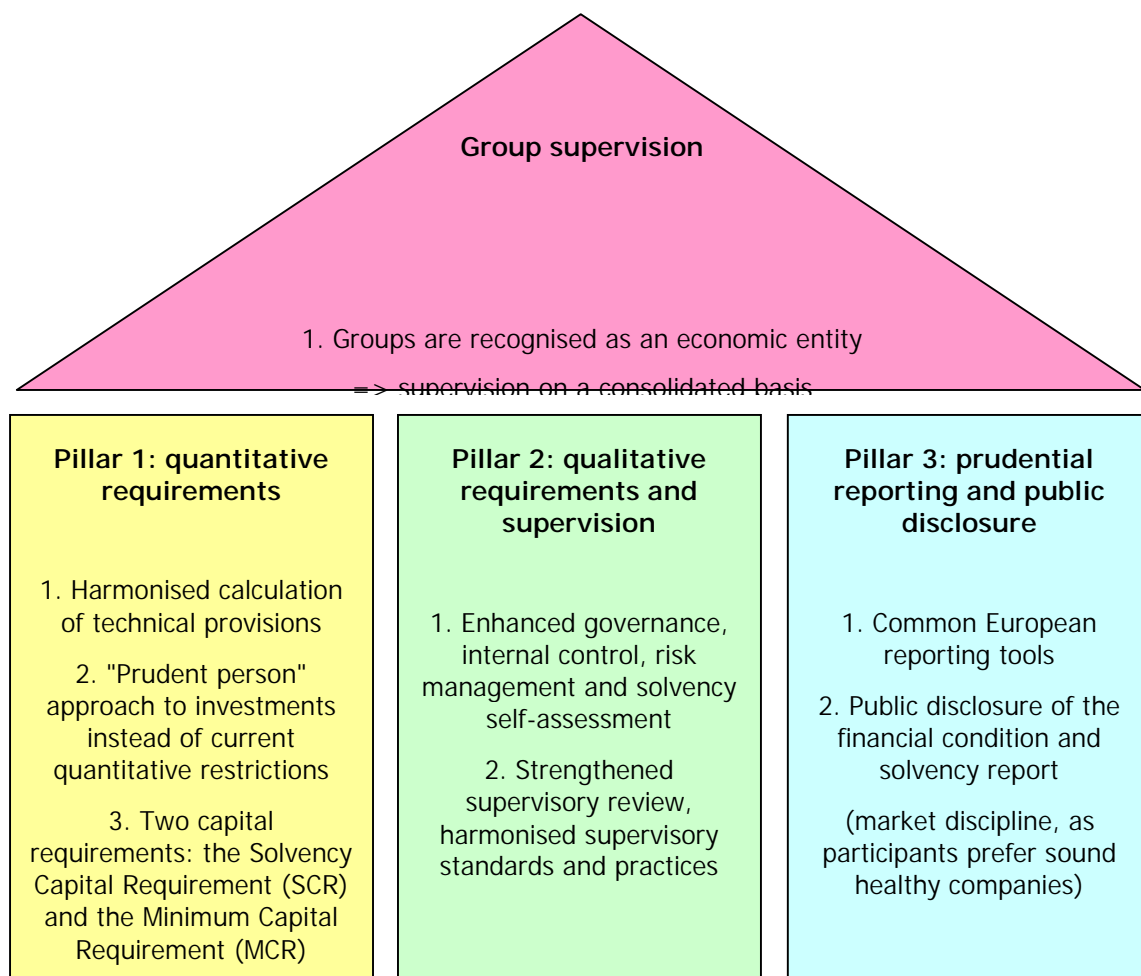 Group supervision
1. Groups are recognised as an economic entity
=> supervision on a consolidated basis
Pillar 1: quantitative
requirements
1. Harmonised calculation
of technical provisions
2. "Prudent person"
approach to investments
instead of current
quantitative restrictions
3. Two capital
requirements: the Solvency
Capital Requirement (SCR)
and the Minimum Capital
Requirement (MCR)
Pillar 2: qualitative
requirements and
supervision
1. Enhanced governance,
internal control, risk
management and solvency
self-assessment
2. Strengthened
supervisory review,
harmonised supervisory
standards and practices
Pillar 3: prudential
reporting and public
disclosure
1. Common European
reporting tools
2. Public disclosure of the
financial condition and
solvency report
(market discipline, as
participants prefer sound
healthy companies)